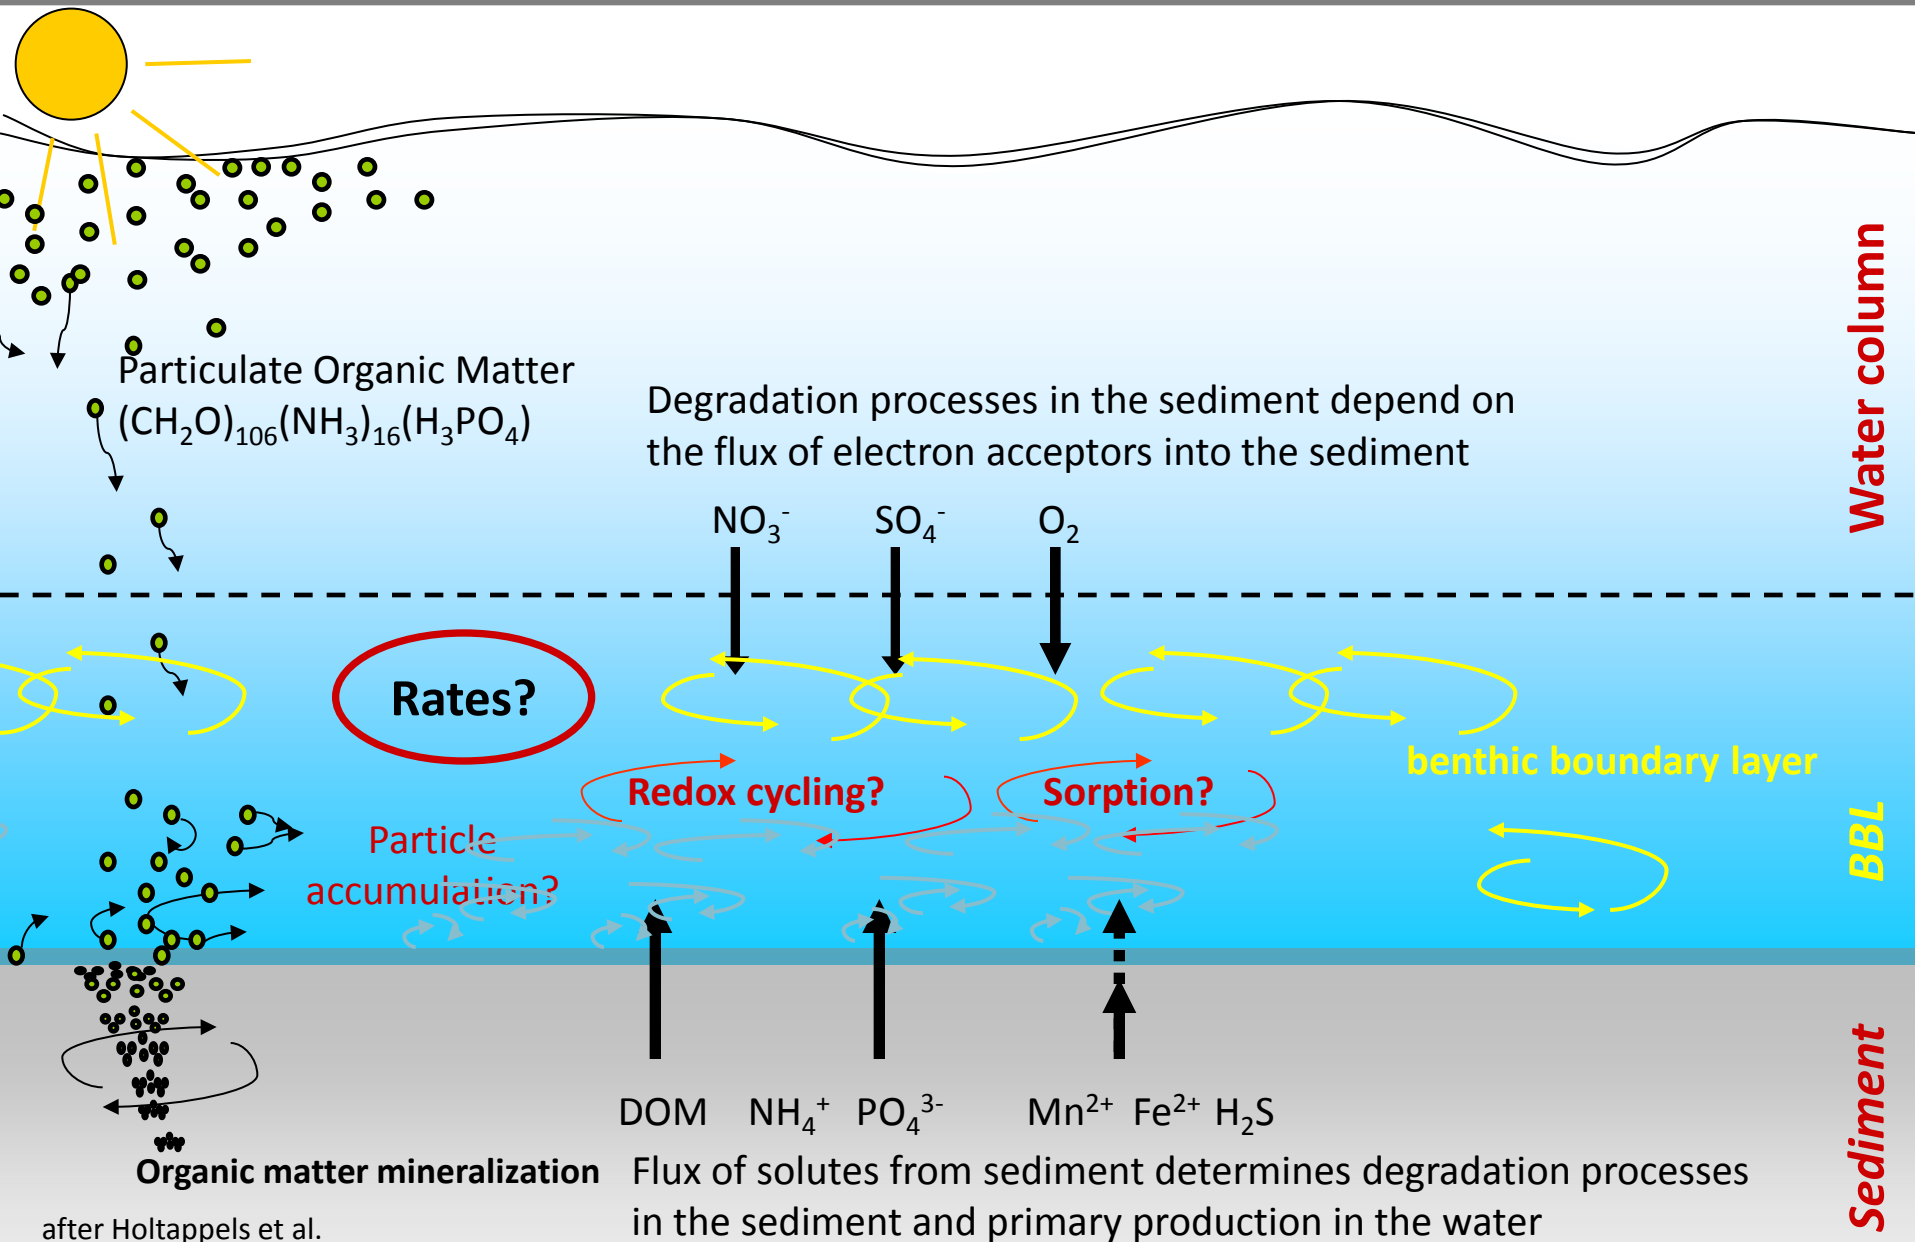 Water column
Particulate Organic Matter
(CH₂O)₁₀₆(NH₃)₁₆(H₃PO₄)
Degradation processes in the sediment depend on
the flux of electron acceptors into the sediment
NO₃⁻ SO₄⁻ O₂
Rates?
benthic boundary layer
BBL
Redox cycling? Sorption?
Particle
accumulation?
DOM NH₄⁺ PO₄³⁻ Mn²⁺ Fe²⁺ H₂S
Sediment
Organic matter mineralization
Flux of solutes from sediment determines degradation processes
in the sediment and primary production in the water
after Holtappels et al.